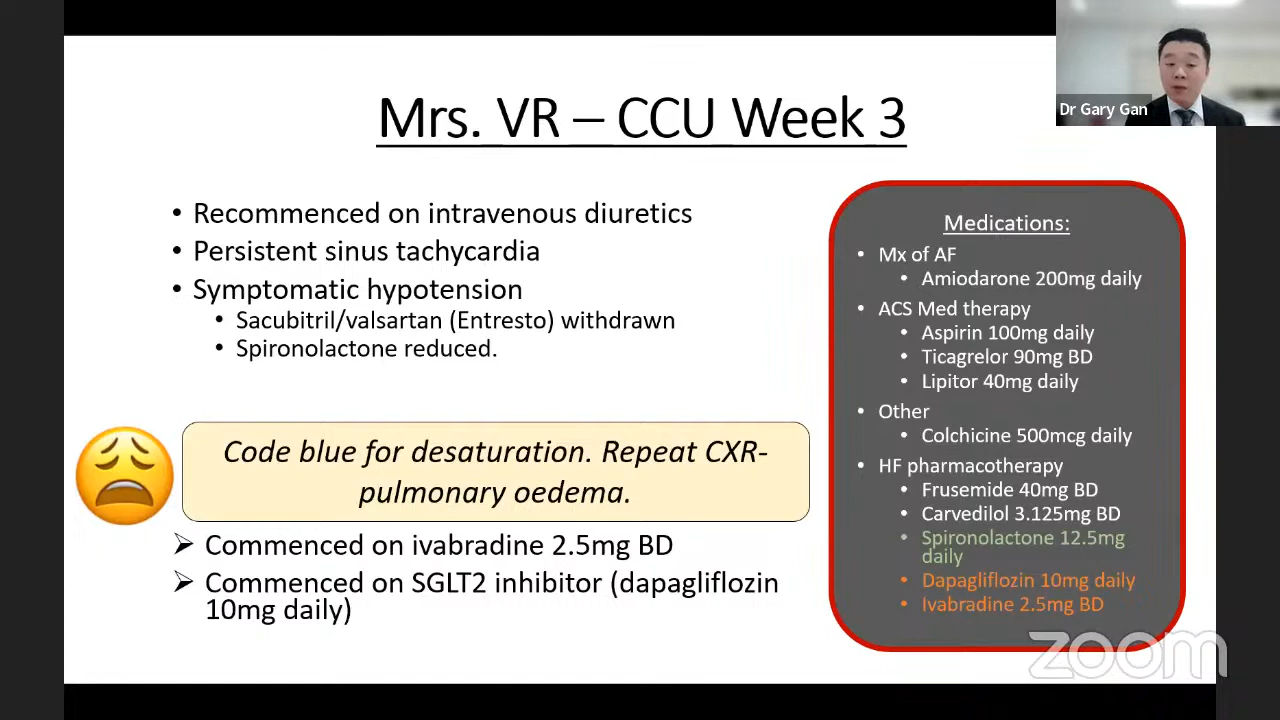 Mrs. VR – CCU Week 3
Dr Gary Gan
• Recommenced on intravenous diuretics
• Persistent sinus tachycardia
• Symptomatic hypotension
• Sacubitril/valsartan (Entresto) withdrawn
• Spironolactone reduced.
Code blue for desaturation. Repeat CXR-
pulmonary oedema.
➢ Commenced on ivabradine 2.5mg BD
➢ Commenced on SGLT2 inhibitor (dapagliflozin
10mg daily)
Medications:
• Mx of AF
• Amiodarone 200mg daily
• ACS Med therapy
• Aspirin 100mg daily
• Ticagrelor 90mg BD
• Lipitor 40mg daily
• Other
• Colchicine 500mcg daily
• HF pharmacotherapy
• Frusemide 40mg BD
• Carvedilol 3.125mg BD
• Spironolactone 12.5mg
daily
• Dapagliflozin 10mg daily
• Ivabradine 2.5mg BD
zoom